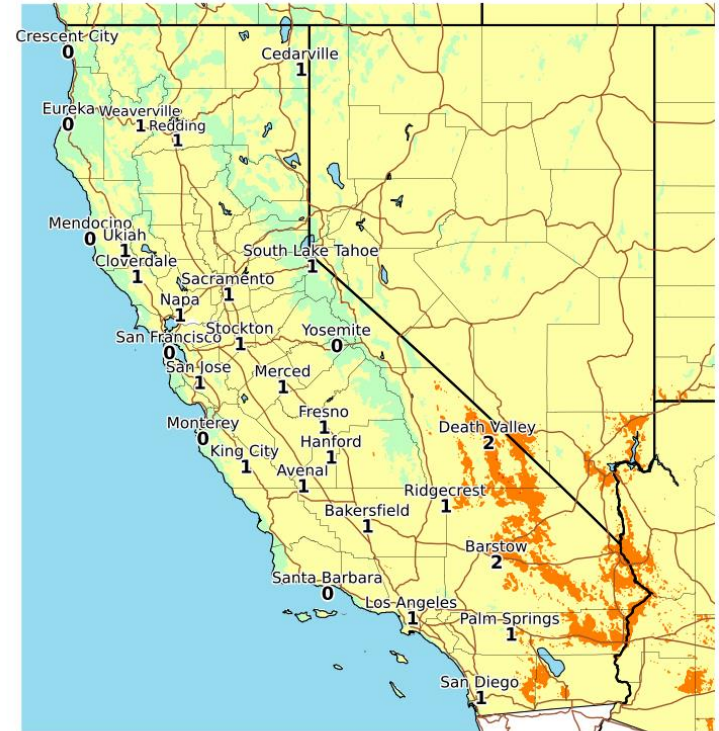 Crescent City
0
Cedarville
1
Eureka
0
Weaverville
1
Redding
1
Mendocino
0
Ukiah
1
Cloverdale
1
South Lake Tahoe
1
Sacramento
1
Napa
1
San Francisco
0
Stockton
1
Yosemite
0
San Jose
1
Merced
1
Monterey
0
Fresno
1
Death Valley
2
King City
1
Hanford
1
Avenal
1
Ridgecrest
1
Bakersfield
1
Barstow
2
Santa Barbara
0
Los Angeles
1
Palm Springs
1
San Diego
1